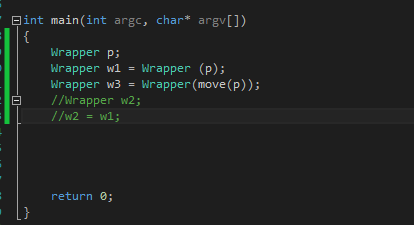 int main(int argc, char* argv[])
{
Wrapper p;
Wrapper w1 = Wrapper (p);
Wrapper w3 = Wrapper(move(p));
//Wrapper w2;
//w2 = w1;
return 0;
}